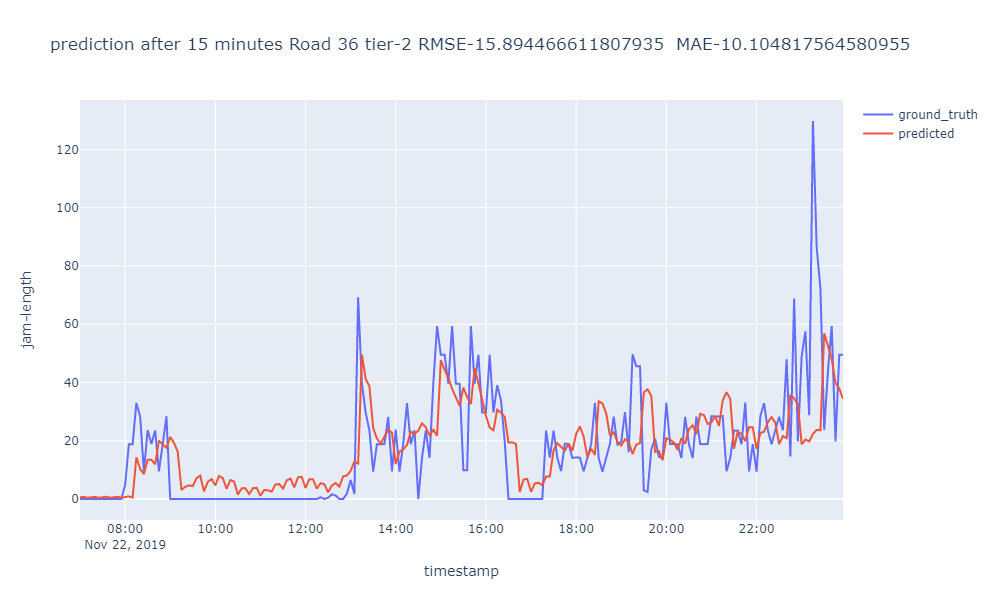 prediction after 15 minutes Road 36 tier-2 RMSE-15.894466611807935  MAE-10.104817564580955
ground_truth
predicted
120
100
80
60
40
20
0
jam-length
08:00 10:00 12:00 14:00 16:00 18:00 20:00 22:00
Nov 22, 2019
timestamp